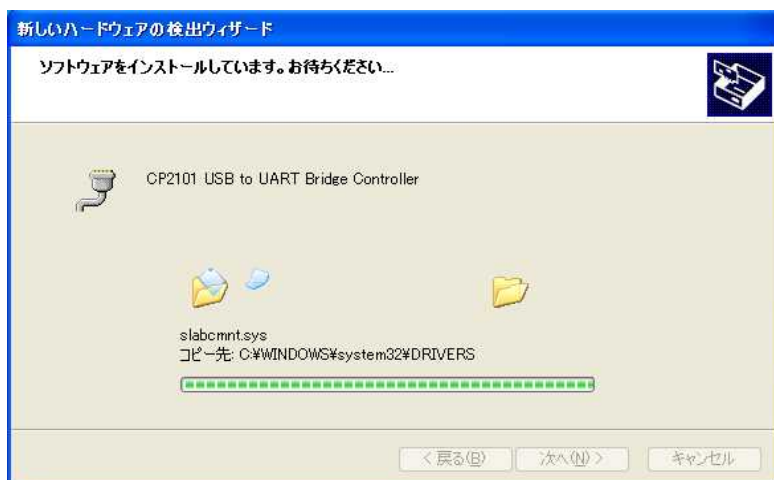 新しいハードウェアの検出ウィザード
ソフトウェアをインストールしています。お待ちください...
CP2101 USB to UART Bridge Controller
slabcmnt.sys
コピー先: C:¥WINDOWS¥system32¥DRIVERS
< 戻る(B)
次へ(N) >
キャンセル